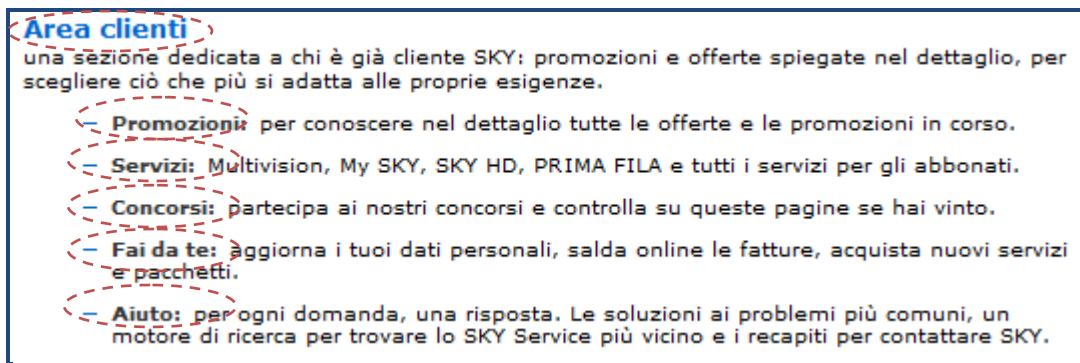 Area clienti
una sezione dedicata a chi è già cliente SKY: promozioni e offerte spiegate nel dettaglio, per
scegliere ciò che più si adatta alle proprie esigenze.
– Promozioni: per conoscere nel dettaglio tutte le offerte e le promozioni in corso.
– Servizi: Multivision, My SKY, SKY HD, PRIMA FILA e tutti i servizi per gli abbonati.
– Concorsi: partecipa ai nostri concorsi e controlla su queste pagine se hai vinto.
– Fai da te: aggiorna i tuoi dati personali, salda online le fatture, acquista nuovi servizi
e pacchetti.
– Aiuto: per ogni domanda, una risposta. Le soluzioni ai problemi più comuni, un
motore di ricerca per trovare lo SKY Service più vicino e i recapiti per contattare SKY.